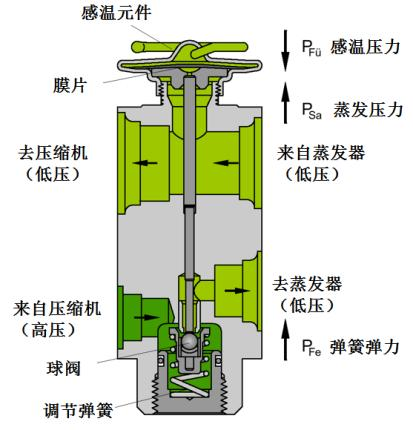 感温元件
P_Fü 感温压力
膜片
P_Sa 蒸发压力
去压缩机
（低压）
来自蒸发器
（低压）
去蒸发器
（低压）
来自压缩机
（高压）
P_Fe 弹簧弹力
球阀
调节弹簧